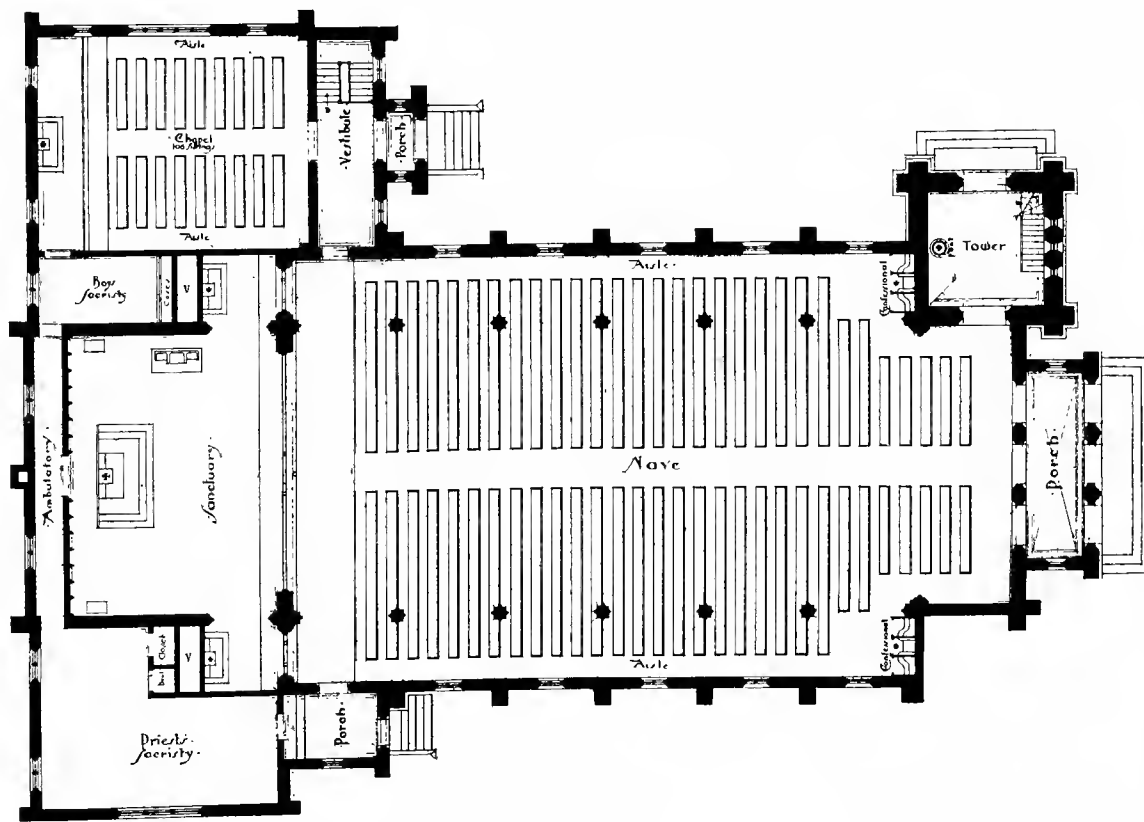 Aisle
Chapel
100 Sittings
Aisle
Vestibule
Porch
Boys
Sacristy
Cases
V
Aisle
Confessional
Tower
Ambulatory
Sanctuary
Nave
Porch
Closet
V
Aisle
Confessional
Porch
Priests
Sacristy